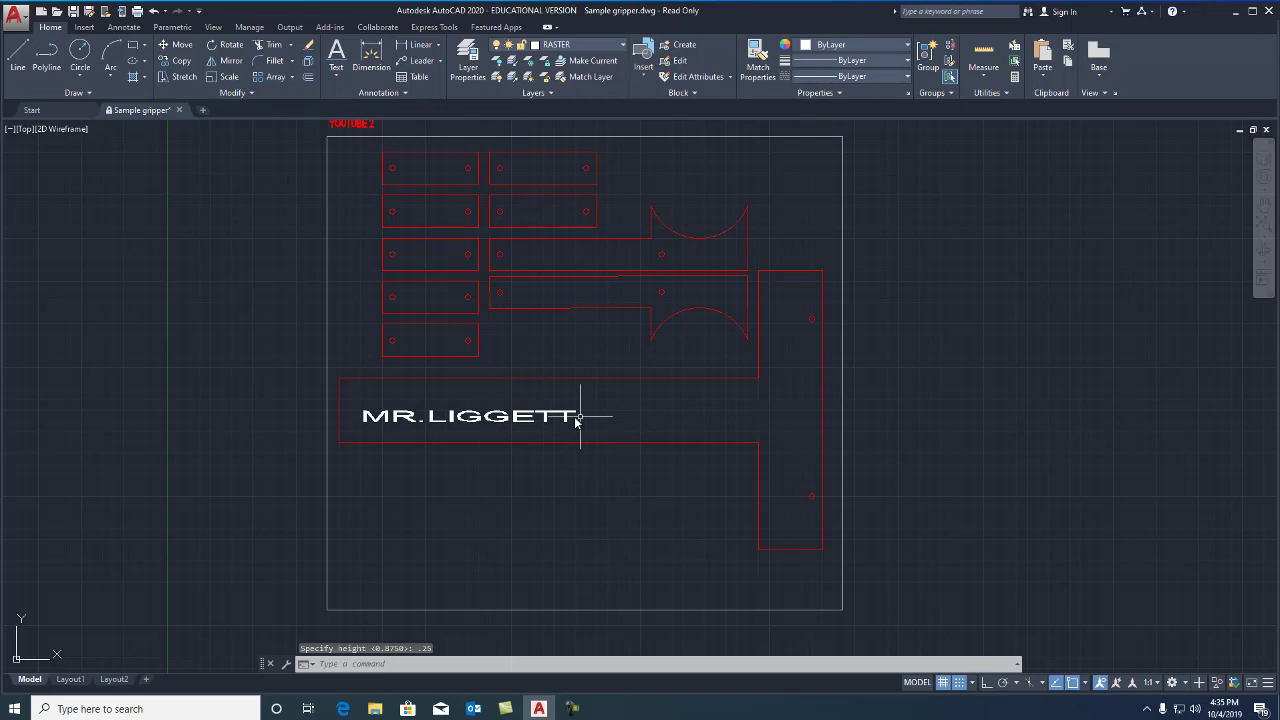 Autodesk AutoCAD 2020 - EDUCATIONAL VERSION Sample gripper.dwg - Read Only
Type a keyword or phrase
Sign In
Home Insert Annotate Parametric View Manage Output Collaborate Express Tools Featured Apps
Line Polyline Circle Arc
Move Rotate Trim
Copy Mirror Fillet
Stretch Scale Array
Text Dimension
Linear
Leader
Table
Layer Properties
RASTER
Make Current
Match Layer
Insert
Create
Edit
Edit Attributes
Match Properties
ByLayer
ByLayer
ByLayer
Group
Measure
Paste
Base
Draw Modify Annotation Layers Block Properties Groups Utilities Clipboard View
Start Sample gripper*
[−][Top][2D Wireframe]
YOUTUBE 2
MR.LIGGETT
Y
X
Specify height <0.8750>: .25
Type a command
Model Layout1 Layout2
MODEL
1:1
Type here to search
4:35 PM
10/4/2019